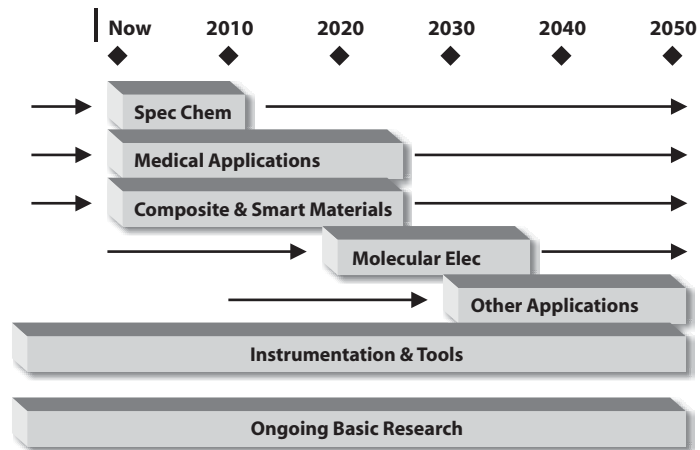 Now 2010 2020 2030 2040 2050
Spec Chem
Medical Applications
Composite & Smart Materials
Molecular Elec
Other Applications
Instrumentation & Tools
Ongoing Basic Research